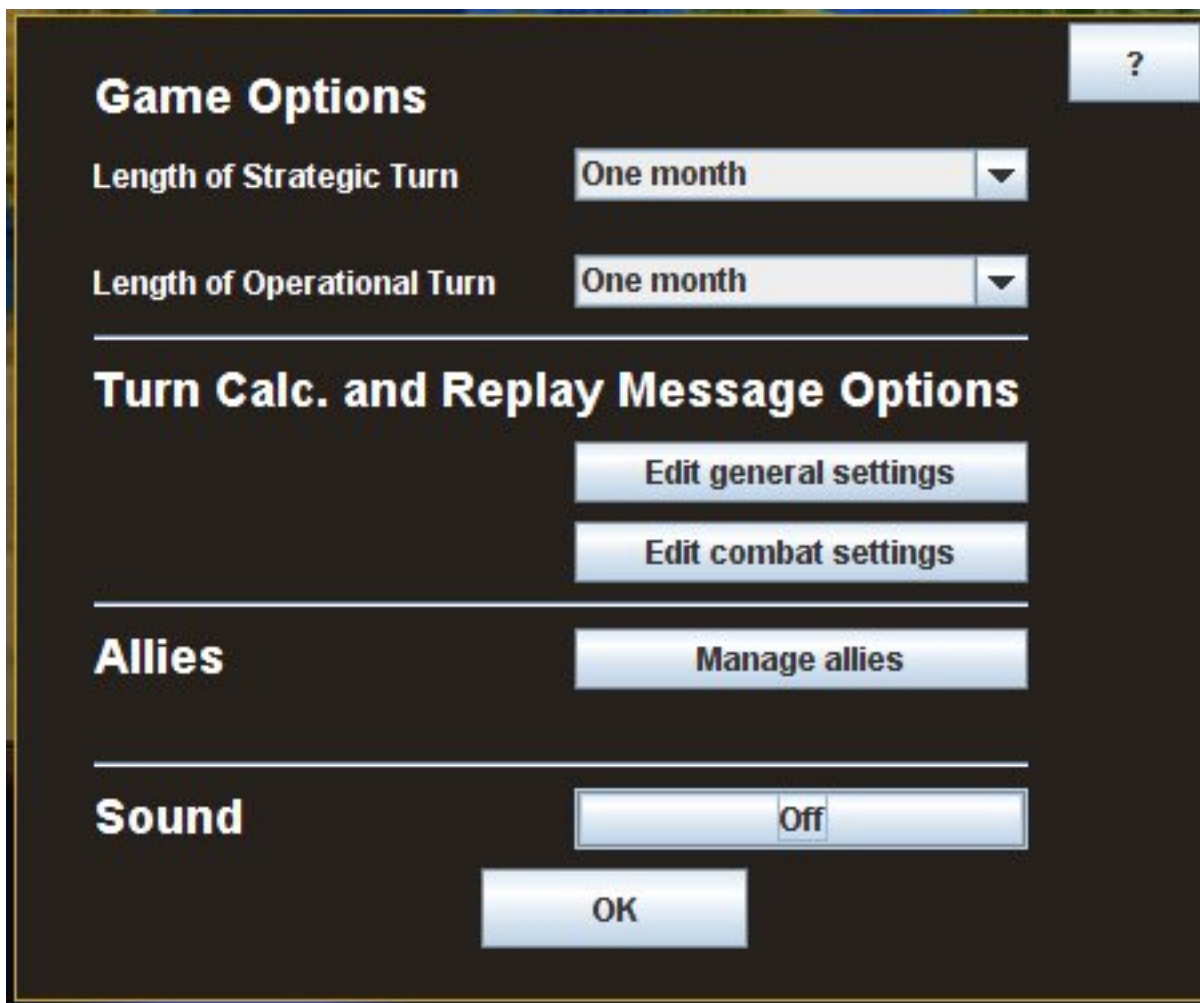 ?
Game Options
Length of Strategic Turn One month
Length of Operational Turn One month
Turn Calc. and Replay Message Options
Edit general settings
Edit combat settings
Allies Manage allies
Sound Off
OK